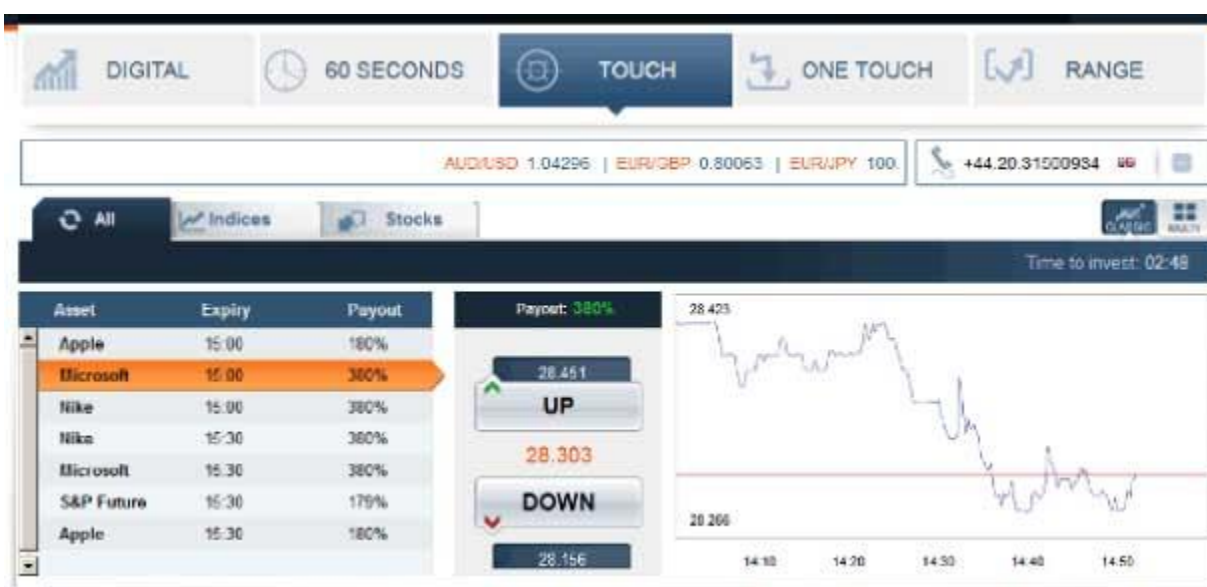 DIGITAL 60 SECONDS TOUCH ONE TOUCH RANGE
AUD/USD 1.04296 | EUR/GBP 0.80063 | EUR/JPY 100. +44.20.31500934
All Indices Stocks CLASSIC
Time to invest: 02:48
Asset Expiry Payout
Apple 15:00 180%
Microsoft 15:00 380%
Nike 15:00 380%
Nike 15:30 380%
Microsoft 15:30 380%
S&P Future 15:30 179%
Apple 15:30 180%
Payout: 380%
28.451
UP
28.303
DOWN
28.156
28.423
28.266
14:10 14:20 14:30 14:40 14:50